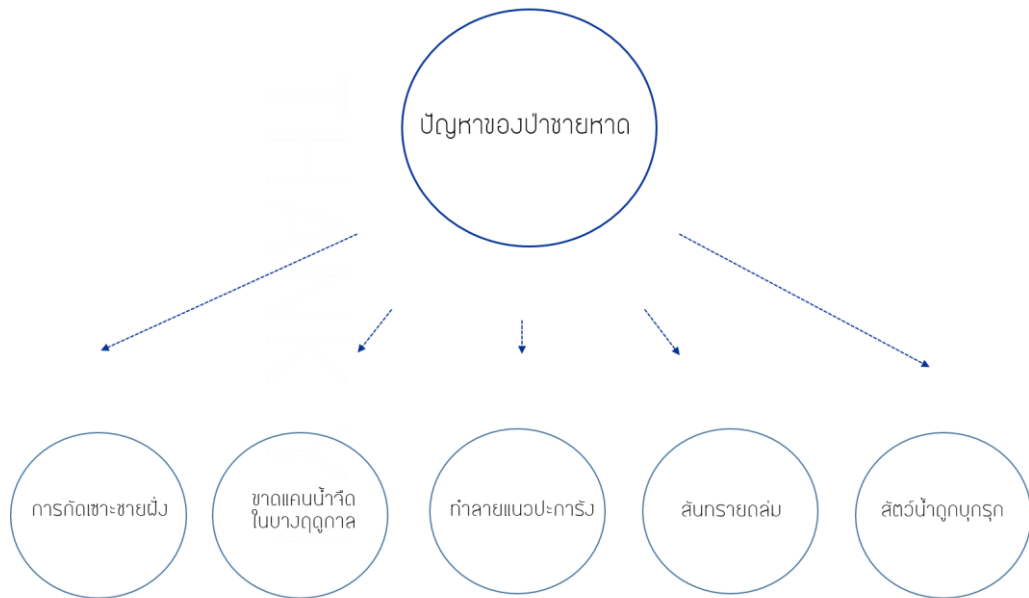 ปัญหาของป่าชายหาด
การกัดเซาะชายฝั่ง
ขาดแคนน้ำจืด
ในบางฤดูกาล
ทำลายแนวปะการัง
สันทรายถล่ม
สัตว์น้ำถูกบุกรุก